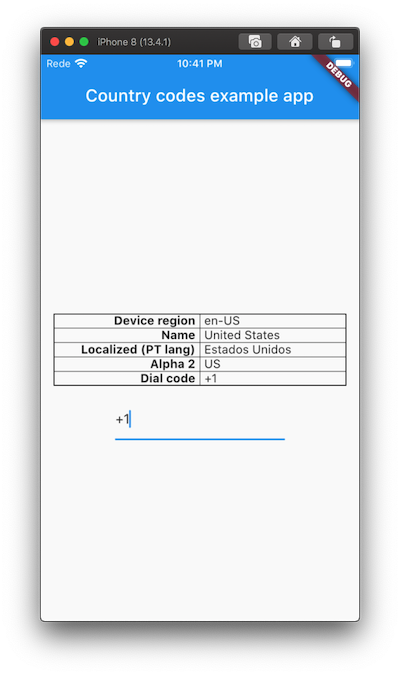 iPhone 8 (13.4.1)
Rede 10:41 PM
DEBUG
Country codes example app
Device region en-US
Name United States
Localized (PT lang) Estados Unidos
Alpha 2 US
Dial code +1
+1